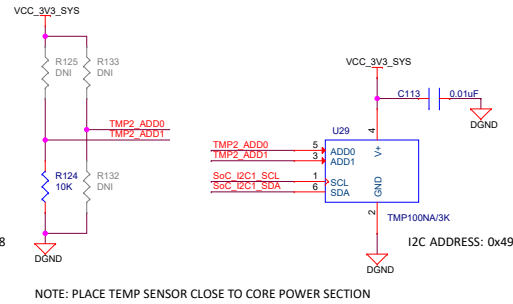 VCC_3V3_SYS
R125
DNI
R133
DNI
TMP2_ADD0
TMP2_ADD1
R124
10K
R132
DNI
8
DGND
VCC_3V3_SYS
C113
0.01uF
DGND
U29
4
TMP2_ADD0
5
ADD0
V+
TMP2_ADD1
3
ADD1
SoC_I2C1_SCL
1
SCL
SoC_I2C1_SDA
6
SDA
GND
2
TMP100NA/3K
I2C ADDRESS: 0x49
DGND
NOTE: PLACE TEMP SENSOR CLOSE TO CORE POWER SECTION